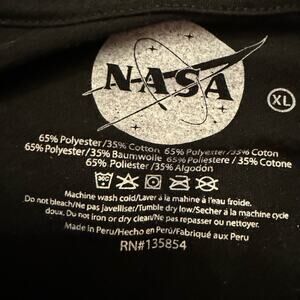 NASA
XL
65% Polyester/35% Cotton 65% Polyester/35% Coton
65% Polyester/35% Baumwolle 65% Poliestere/35% Cotone
65% Poliéster/35% Algodón
30°
Machine wash cold/Laver à la machine à l'eau froide.
Do not bleach/Ne pas javelliser/Tumble dry low/Secher à la machine cycle
doux. Do not iron or dry clean/Ne pas repasser ou nettoyer.
Made in Peru/Hecho en Perú/Fabriqué aux Peru
RN#135854